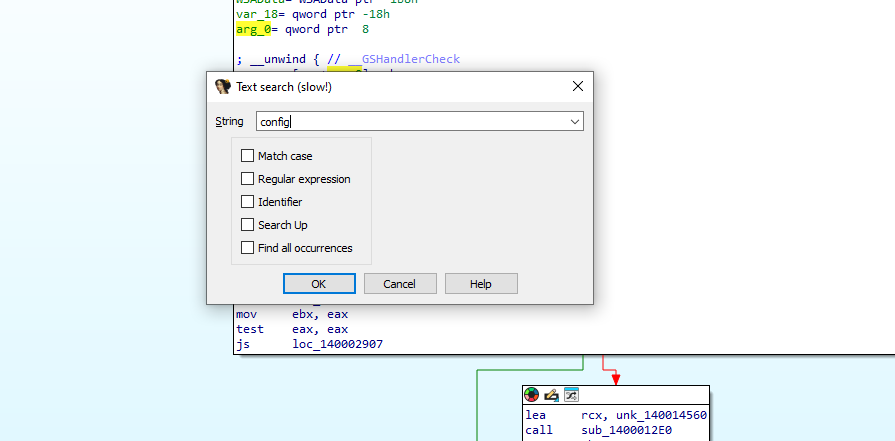 WSAData= WSAData ptr -1B8h
var_18= qword ptr -18h
arg_0= qword ptr  8
; __unwind { // __GSHandlerCheck
Text search (slow!)
String config
Match case
Regular expression
Identifier
Search Up
Find all occurrences
OK Cancel Help
mov     ebx, eax
test    eax, eax
js      loc_140002907
lea     rcx, unk_140014560
call    sub_1400012E0